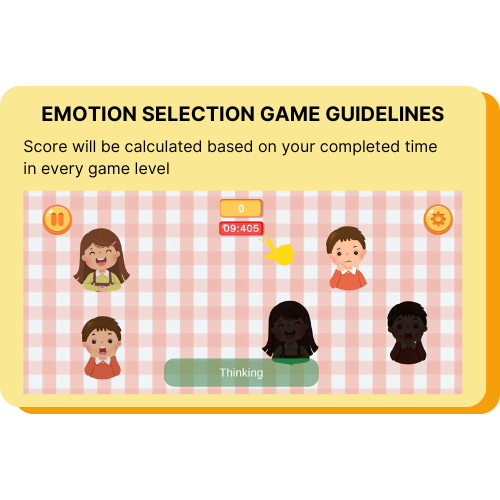 EMOTION SELECTION GAME GUIDELINES
Score will be calculated based on your completed time
in every game level
0
09:405
Thinking